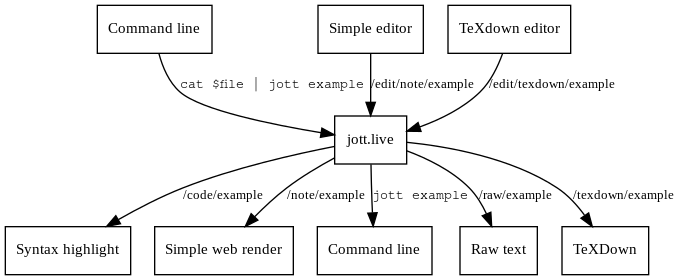 Command line
Simple editor
TeXdown editor
cat $file | jott example
/edit/note/example
/edit/texdown/example
jott.live
/code/example
/note/example
jott example
/raw/example
/texdown/example
Syntax highlight
Simple web render
Command line
Raw text
TeXDown